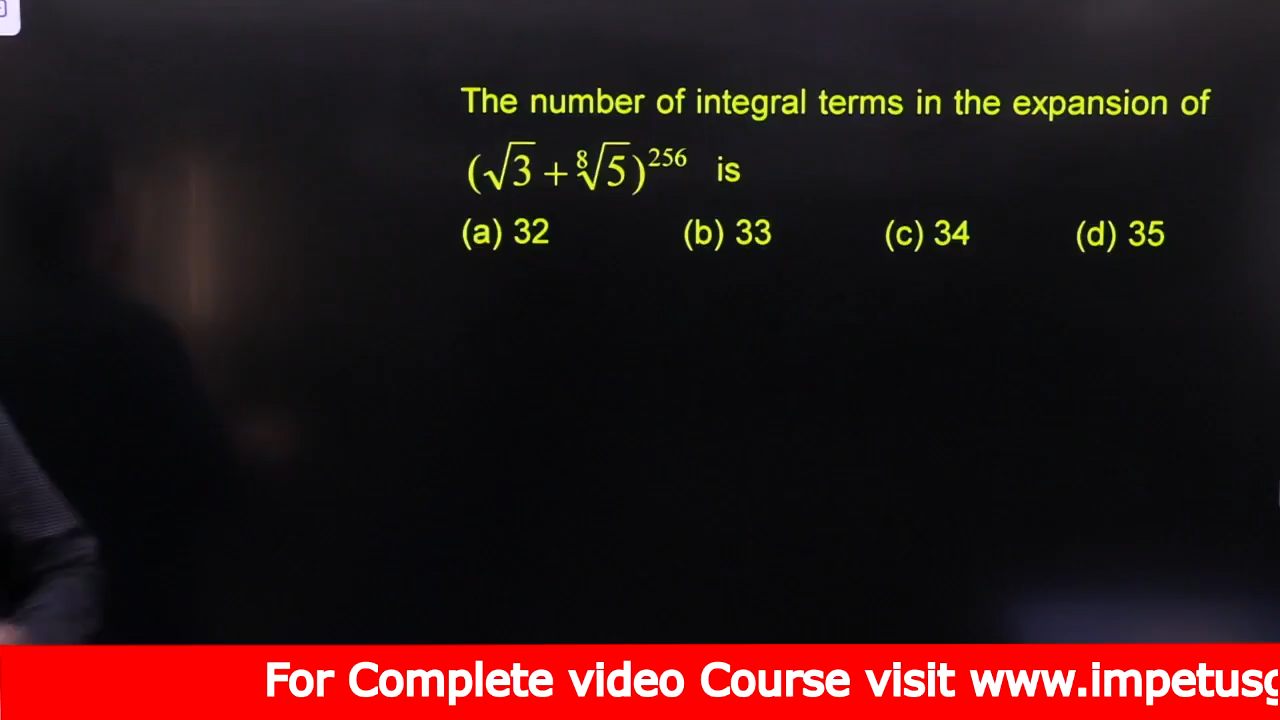 The number of integral terms in the expansion of
(√3 + ⁸√5)²⁵⁶ is
(a) 32 (b) 33 (c) 34 (d) 35
For Complete video Course visit www.impetusg